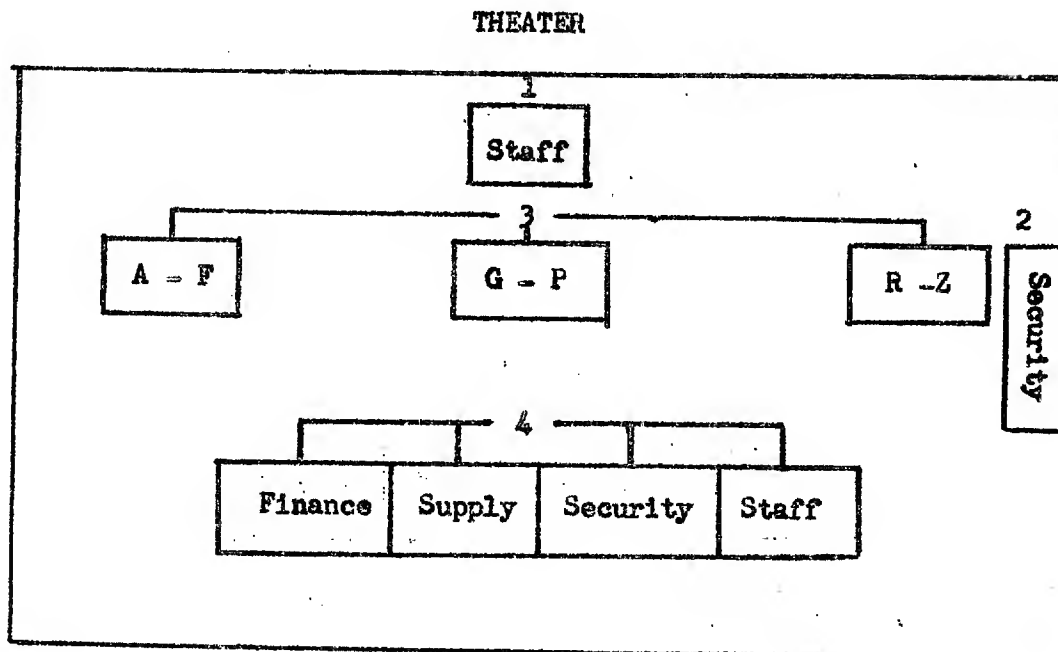 THEATER
1
Staff
3
2
A - F
G - P
R -Z
Security
4
Finance Supply Security Staff